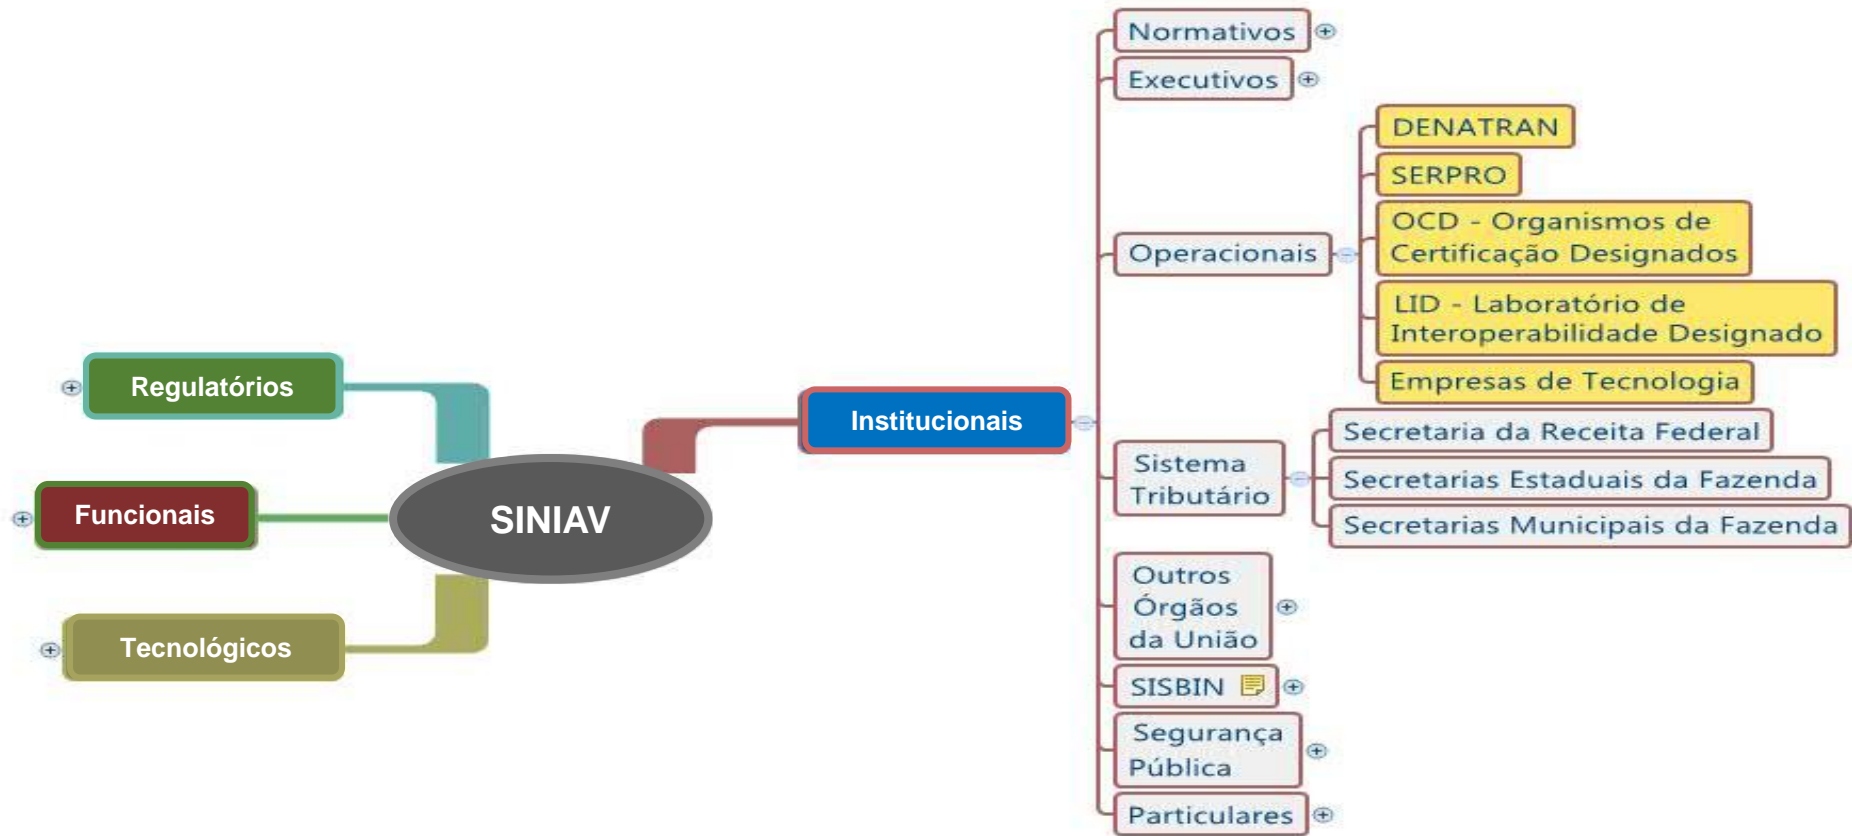 Regulatórios
Funcionais
Tecnológicos
SINIAV
Institucionais
Normativos
Executivos
Operacionais
DENATRAN
SERPRO
OCD - Organismos de
Certificação Designados
LID - Laboratório de
Interoperabilidade Designado
Empresas de Tecnologia
Sistema
Tributário
Secretaria da Receita Federal
Secretarias Estaduais da Fazenda
Secretarias Municipais da Fazenda
Outros
Órgãos
da União
SISBIN
Segurança
Pública
Particulares